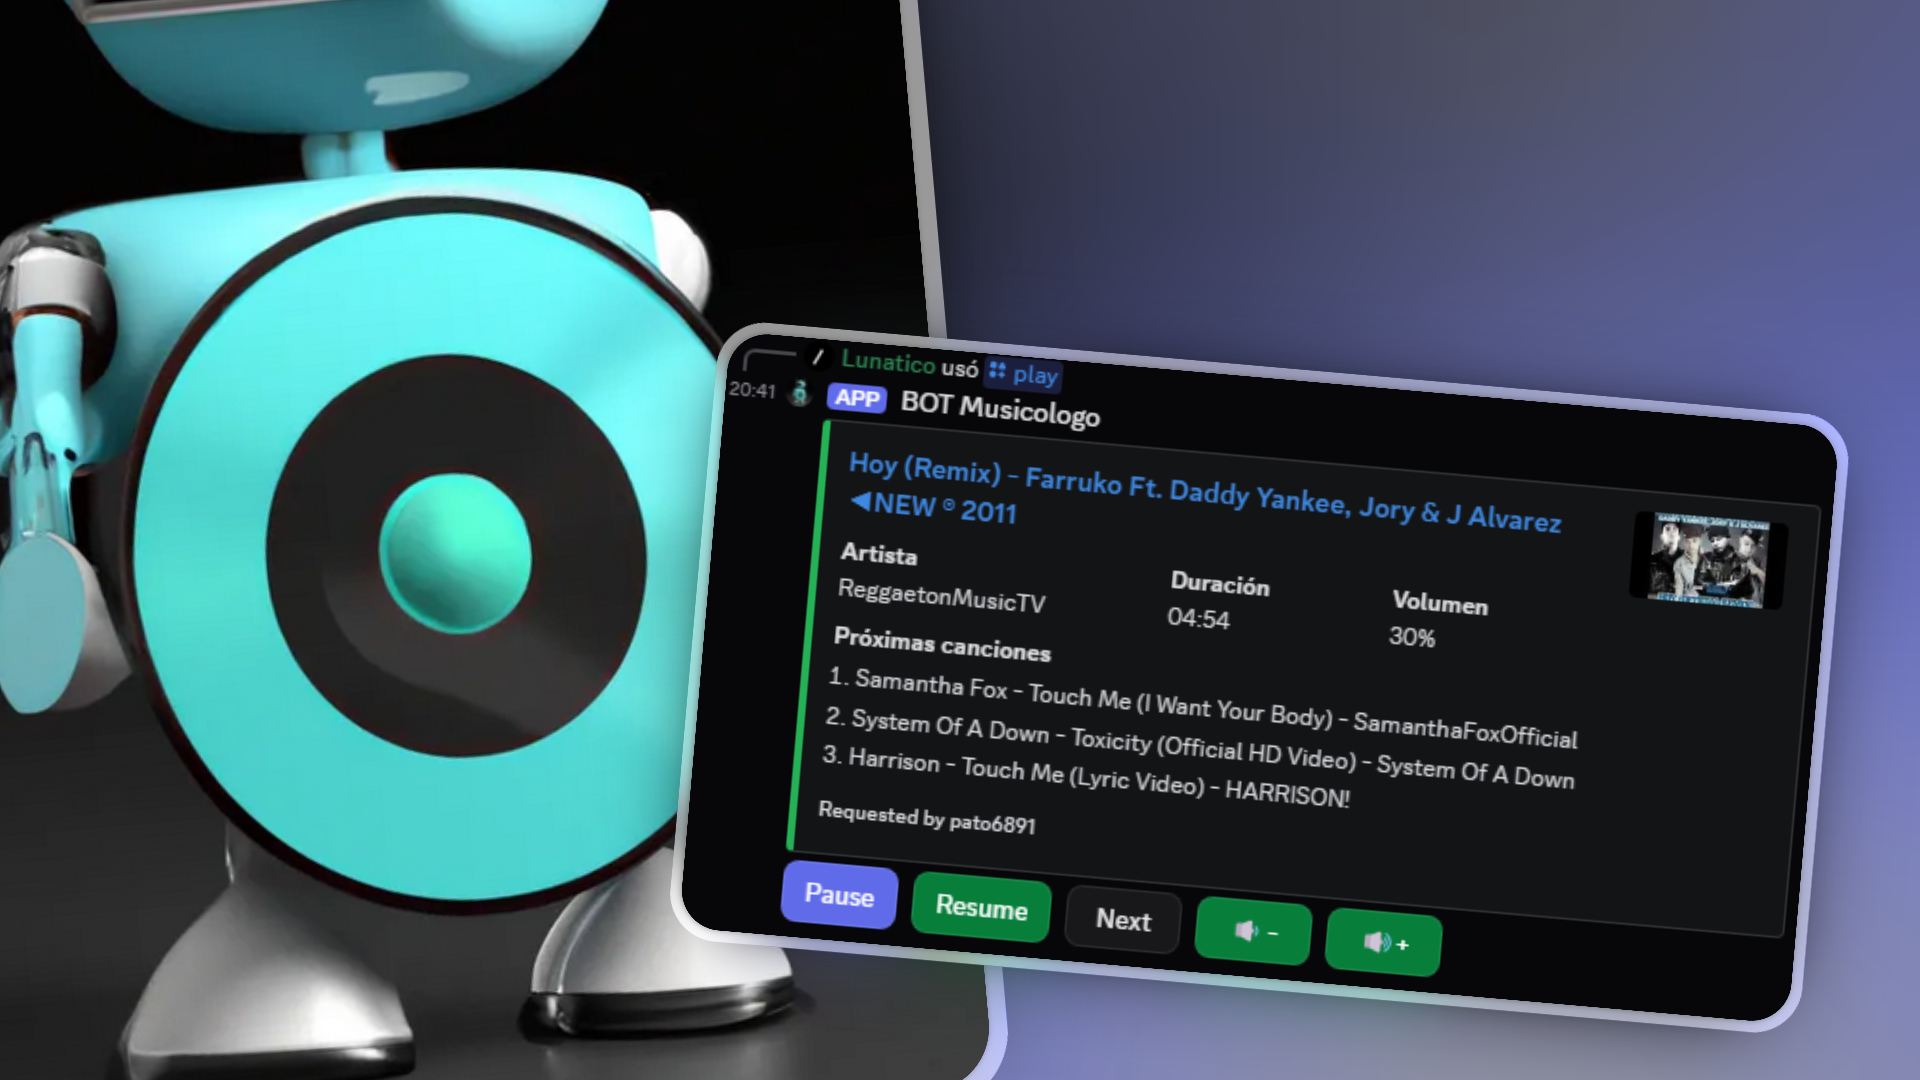 Lunatico usó play
20:41 APP BOT Musicologo
Hoy (Remix) - Farruko Ft. Daddy Yankee, Jory & J Alvarez
◀NEW ® 2011
Artista Duración Volumen
ReggaetonMusicTV 04:54 30%
Próximas canciones
1. Samantha Fox - Touch Me (I Want Your Body) - SamanthaFoxOfficial
2. System Of A Down - Toxicity (Official HD Video) - System Of A Down
3. Harrison - Touch Me (Lyric Video) - HARRISON!
Requested by pato6891
Pause Resume Next - +